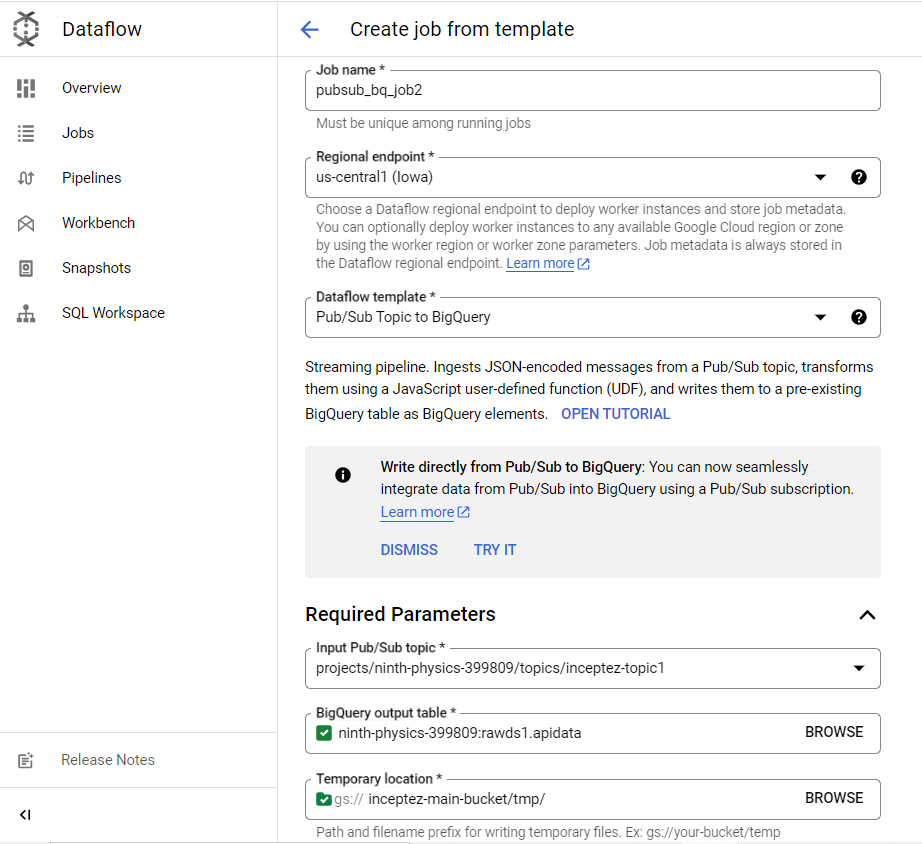 Dataflow
Create job from template
Overview
Jobs
Pipelines
Workbench
Snapshots
SQL Workspace
Release Notes
Job name *
pubsub_bq_job2
Must be unique among running jobs
Regional endpoint *
us-central1 (Iowa)
Choose a Dataflow regional endpoint to deploy worker instances and store job metadata.
You can optionally deploy worker instances to any available Google Cloud region or zone
by using the worker region or worker zone parameters. Job metadata is always stored in
the Dataflow regional endpoint. Learn more
Dataflow template *
Pub/Sub Topic to BigQuery
Streaming pipeline. Ingests JSON-encoded messages from a Pub/Sub topic, transforms
them using a JavaScript user-defined function (UDF), and writes them to a pre-existing
BigQuery table as BigQuery elements. OPEN TUTORIAL
Write directly from Pub/Sub to BigQuery: You can now seamlessly
integrate data from Pub/Sub into BigQuery using a Pub/Sub subscription.
Learn more
DISMISS TRY IT
Required Parameters
Input Pub/Sub topic *
projects/ninth-physics-399809/topics/inceptez-topic1
BigQuery output table *
ninth-physics-399809:rawds1.apidata BROWSE
Temporary location *
gs:// inceptez-main-bucket/tmp/ BROWSE
Path and filename prefix for writing temporary files. Ex: gs://your-bucket/temp